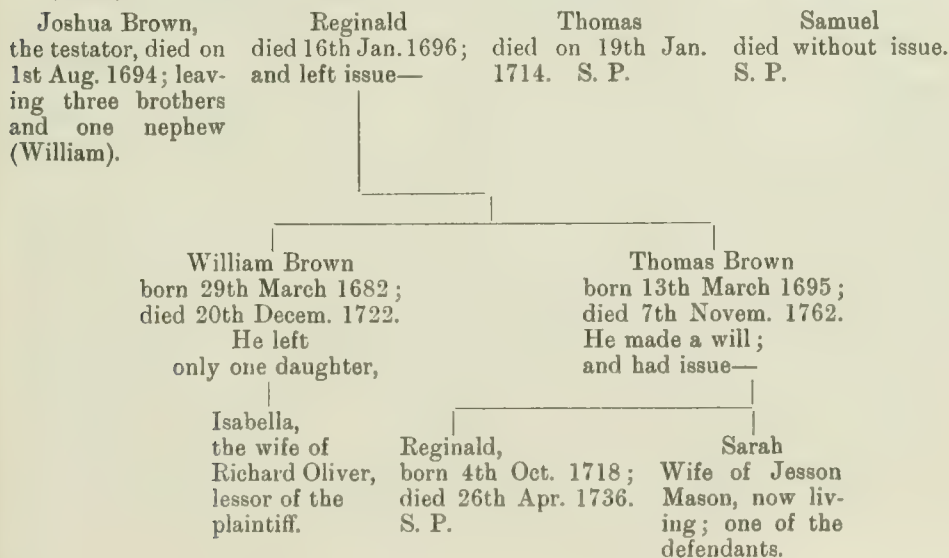 Joshua Brown,
the testator, died on
1st Aug. 1694; leav-
ing three brothers
and one nephew
(William).
Reginald
died 16th Jan. 1696;
and left issue—
Thomas
died on 19th Jan.
1714. S. P.
Samuel
died without issue.
S. P.
William Brown
born 29th March 1682;
died 20th Decem. 1722.
He left
only one daughter,
Thomas Brown
born 13th March 1695;
died 7th Novem. 1762.
He made a will;
and had issue—
Isabella,
the wife of
Richard Oliver,
lessor of the
plaintiff.
Reginald,
born 4th Oct. 1718;
died 26th Apr. 1736.
S. P.
Sarah
Wife of Jesson
Mason, now liv-
ing; one of the
defendants.